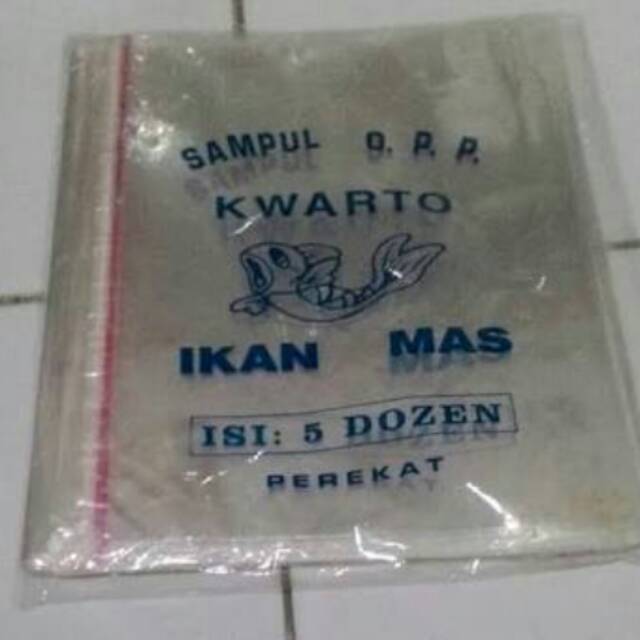 SAMPUL O. P. P.
KWARTO
IKAN MAS
ISI: 5 DOZEN
PEREKAT